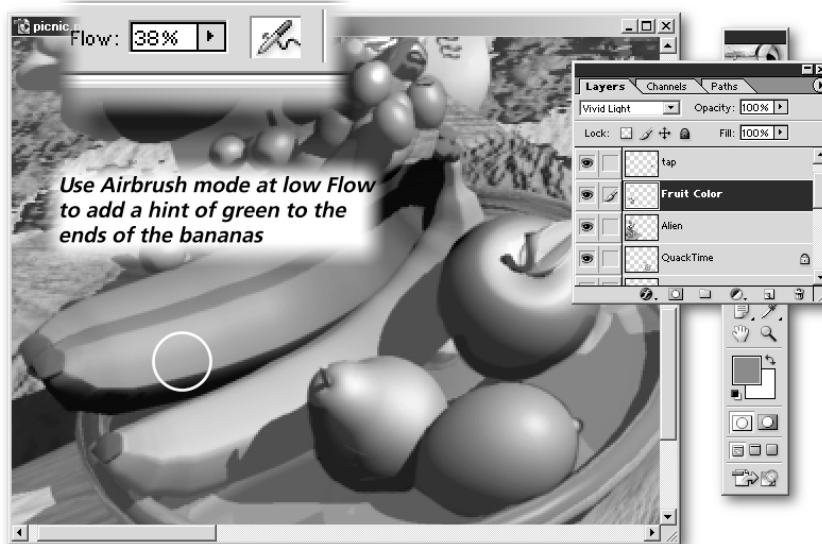 picnic.
Flow: 38%
Use Airbrush mode at low Flow
to add a hint of green to the
ends of the bananas
Layers Channels Paths
Vivid Light Opacity: 100%
Lock: Fill: 100%
tap
Fruit Color
Alien
QuackTime